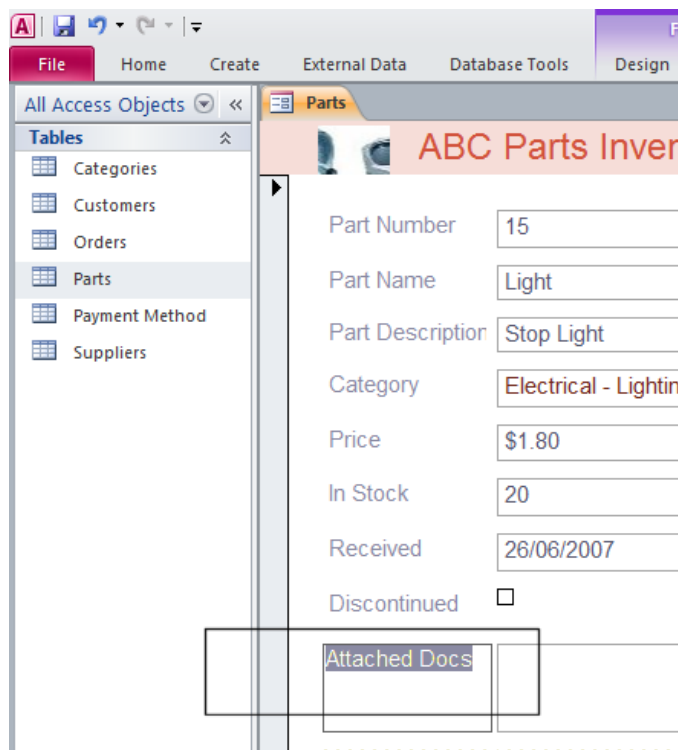 A
F
File Home Create External Data Database Tools Design
All Access Objects «
Parts
Tables
ABC Parts Inver
Categories
Customers
Orders
Parts
Payment Method
Suppliers
Part Number 15
Part Name Light
Part Description Stop Light
Category Electrical - Lightin
Price $1.80
In Stock 20
Received 26/06/2007
Discontinued
Attached Docs